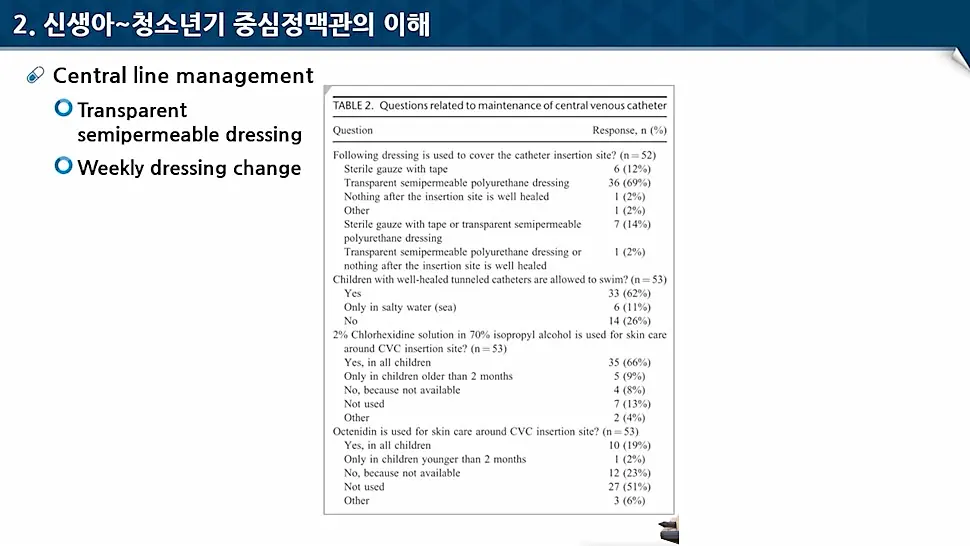 2. 신생아~청소년기 중심정맥관의 이해
Central line management
Transparent
semipermeable dressing
Weekly dressing change
TABLE 2. Questions related to maintenance of central venous catheter
Question Response, n (%)
Following dressing is used to cover the catheter insertion site? (n = 52)
Sterile gauze with tape 6 (12%)
Transparent semipermeable polyurethane dressing 36 (69%)
Nothing after the insertion site is well healed 1 (2%)
Other 1 (2%)
Sterile gauze with tape or transparent semipermeable 7 (14%)
polyurethane dressing
Transparent semipermeable polyurethane dressing or 1 (2%)
nothing after the insertion site is well healed
Children with well-healed tunneled catheters are allowed to swim? (n = 53)
Yes 33 (62%)
Only in salty water (sea) 6 (11%)
No 14 (26%)
2% Chlorhexidine solution in 70% isopropyl alcohol is used for skin care
around CVC insertion site? (n = 53)
Yes, in all children 35 (66%)
Only in children older than 2 months 5 (9%)
No, because not available 4 (8%)
Not used 7 (13%)
Other 2 (4%)
Octenidin is used for skin care around CVC insertion site? (n = 53)
Yes, in all children 10 (19%)
Only in children younger than 2 months 1 (2%)
No, because not available 12 (23%)
Not used 27 (51%)
Other 3 (6%)